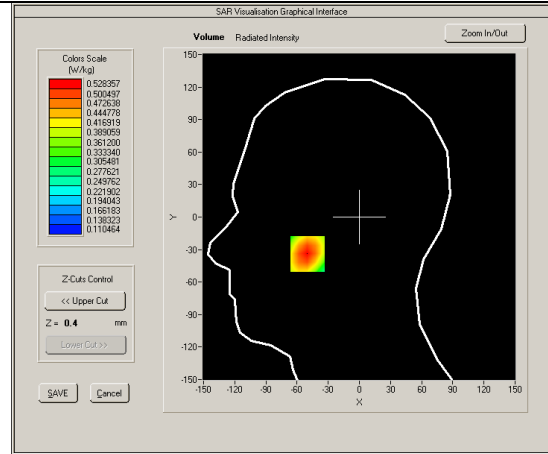 SAR Visualisation Graphical Interface
Volume Radiated Intensity
Zoom In/Out
Colors Scale
(W/kg)
0.528357
0.500497
0.472638
0.444778
0.416919
0.389059
0.361200
0.333340
0.305481
0.277621
0.249762
0.221902
0.194043
0.166183
0.138323
0.110464
Z-Cuts Control
<< Upper Cut
Z = 0.4 mm
Lower Cut >>
SAVE Cancel
150
120
90
60
30
0
-30
-60
-90
-120
-150
Y
-150 -120 -90 -60 -30 0 30 60 90 120 150
X